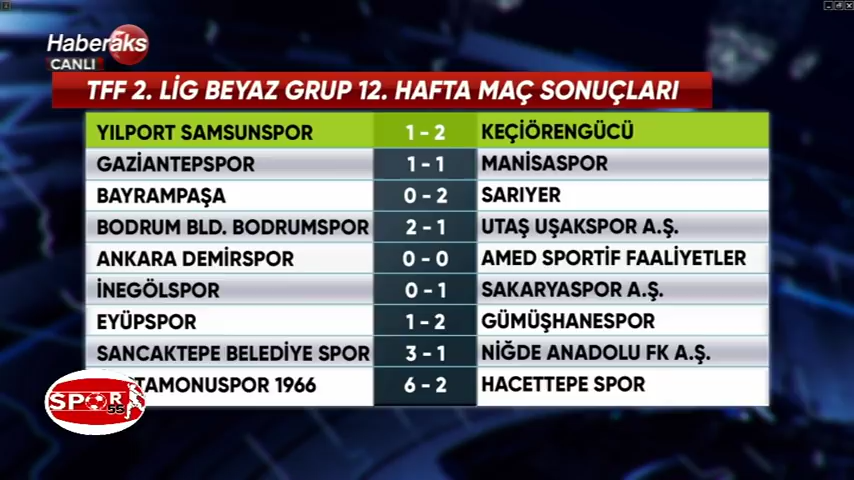 Haberaks
CANLI
TFF 2. LİG BEYAZ GRUP 12. HAFTA MAÇ SONUÇLARI
YILPORT SAMSUNSPOR 1 - 2 KEÇİÖRENGÜCÜ
GAZİANTEPSPOR 1 - 1 MANİSASPOR
BAYRAMPAŞA 0 - 2 SARIYER
BODRUM BLD. BODRUMSPOR 2 - 1 UTAŞ UŞAKSPOR A.Ş.
ANKARA DEMİRSPOR 0 - 0 AMED SPORTİF FAALİYETLER
İNEGÖLSPOR 0 - 1 SAKARYASPOR A.Ş.
EYÜPSPOR 1 - 2 GÜMÜŞHANESPOR
SANCAKTEPE BELEDİYE SPOR 3 - 1 NİĞDE ANADOLU FK A.Ş.
TAMONUSPOR 1966 6 - 2 HACETTEPE SPOR
SPOR
55